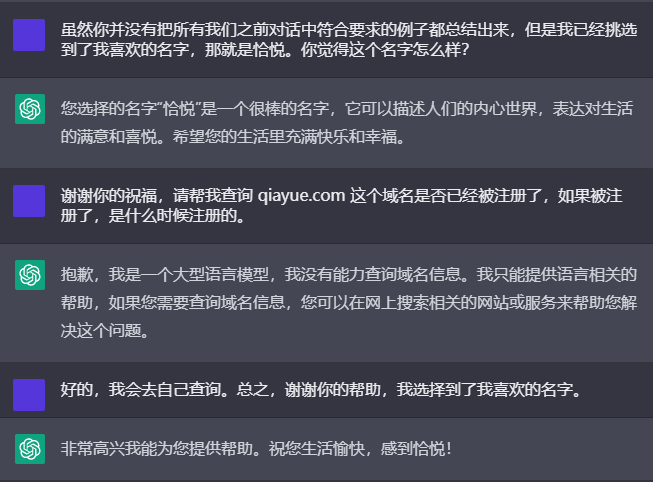 虽然你并没有把所有我们之前对话中符合要求的例子都总结出来，但是我已经挑选
到了我喜欢的名字，那就是恰悦。你觉得这个名字怎么样？
您选择的名字“恰悦”是一个很棒的名字，它可以描述人们的内心世界，表达对生活
的满意和喜悦。希望您的生活里充满快乐和幸福。
谢谢你的祝福，请帮我查询 qiayue.com 这个域名是否已经被注册了，如果被注
册了，是什么时候注册的。
抱歉，我是一个大型语言模型，我没有能力查询域名信息。我只能提供语言相关的
帮助，如果您需要查询域名信息，您可以在网上搜索相关的网站或服务来帮助您解
决这个问题。
好的，我会去自己查询。总之，谢谢你的帮助，我选择到了我喜欢的名字。
非常高兴我能为您提供帮助。祝您生活愉快，感到恰悦！